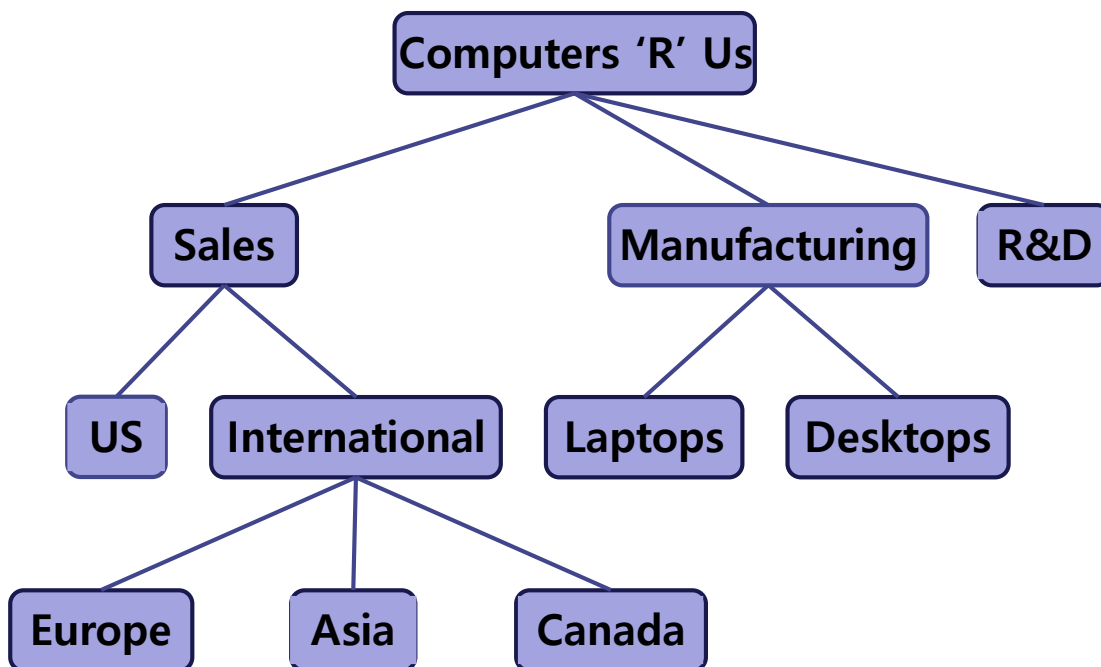 Computers ‘R’ Us
Sales
Manufacturing
R&D
US
International
Laptops
Desktops
Europe
Asia
Canada